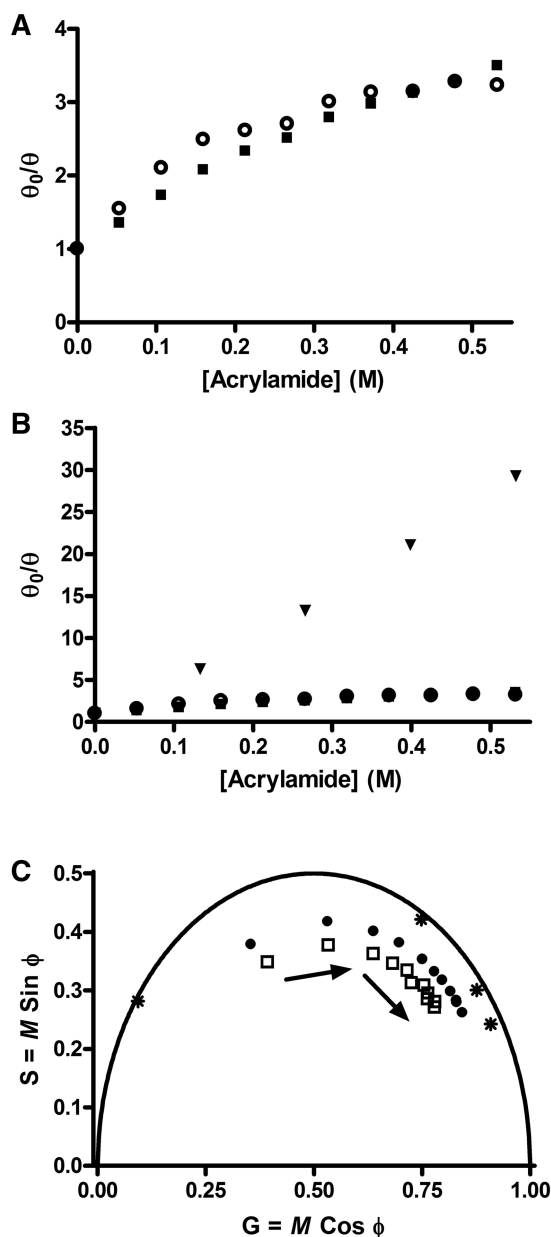 A
4
3
2
1
0
θ0/θ
0.0 0.1 0.2 0.3 0.4 0.5
[Acrylamide] (M)
B
35
30
25
20
15
10
5
0
θ0/θ
0.0 0.1 0.2 0.3 0.4 0.5
[Acrylamide] (M)
C
0.5
0.4
0.3
0.2
0.1
0.0
S = M Sin ϕ
0.00 0.25 0.50 0.75 1.00
G = M Cos ϕ